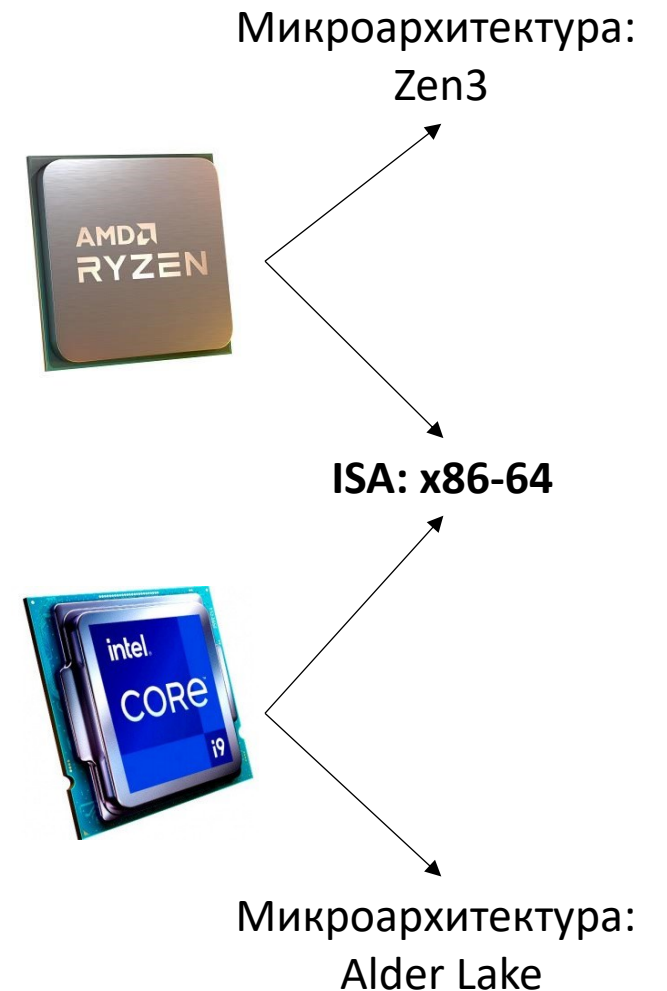 Микроархитектура:
Zen3
AMD
RYZEN
ISA: x86-64
intel.
CORE
i9
Микроархитектура:
Alder Lake